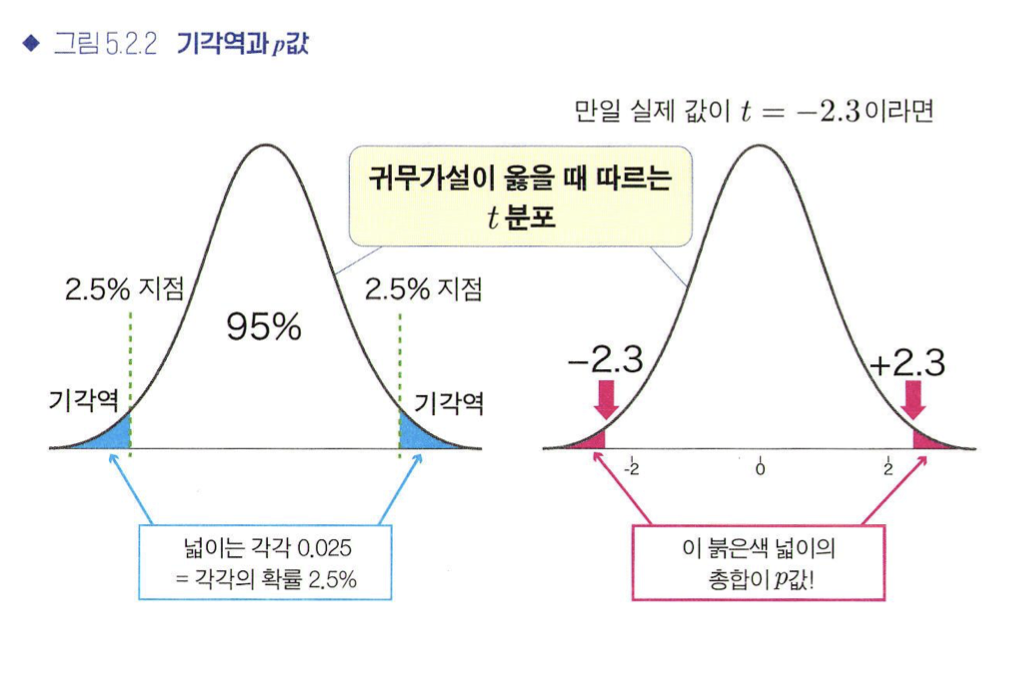 ◆ 그림 5.2.2 기각역과 p값
만일 실제 값이 t = −2.3이라면
귀무가설이 옳을 때 따르는
t 분포
2.5% 지점
2.5% 지점
95%
기각역
기각역
−2.3
+2.3
-2
0
2
넓이는 각각 0.025
= 각각의 확률 2.5%
이 붉은색 넓이의
총합이 p값!